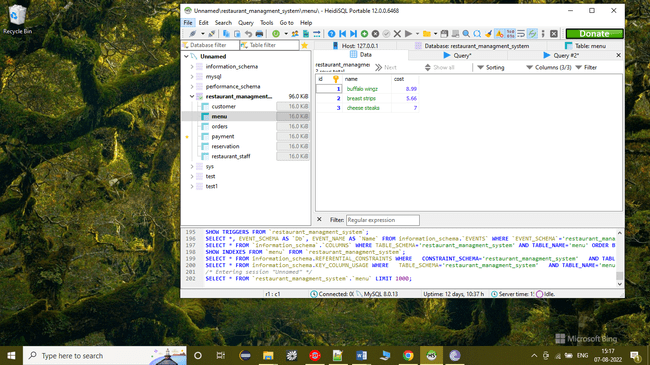 Recycle Bin
Unnamed\restaurant_managment_system\menu\ - HeidiSQL Portable 12.0.0.6468
File Edit Search Query Tools Go to Help
Donate
Database filter Table filter
Host: 127.0.0.1 Database: restaurant_managment_system Table: menu
Data Query* Query #2*
Unnamed
information_schema
mysql
performance_schema
restaurant_managment... 96.0 KiB
customer 16.0 KiB
menu 16.0 KiB
orders 16.0 KiB
payment 16.0 KiB
reservation 16.0 KiB
restaurant_staff 16.0 KiB
sys
test
test1
restaurant_managmen
Next Show all Sorting Columns (3/3) Filter
id name cost
1 buffalo wings 8.99
2 breast strips 5.66
3 cheese steaks 7
Filter: Regular expression
195 SHOW TRIGGERS FROM `restaurant_managment_system`;
196 SELECT *, EVENT_SCHEMA AS `Db`, EVENT_NAME AS `Name` FROM information_schema.`EVENTS` WHERE `EVENT_SCHEMA`='restaurant_man
197 SELECT * FROM `information_schema`.`COLUMNS` WHERE TABLE_SCHEMA='restaurant_managment_system' AND TABLE_NAME='menu' ORDER B
198 SHOW INDEXES FROM `menu` FROM `restaurant_managment_system`;
199 SELECT * FROM information_schema.REFERENTIAL_CONSTRAINTS WHERE CONSTRAINT_SCHEMA='restaurant_managment_system' AND TABL
200 SELECT * FROM information_schema.KEY_COLUMN_USAGE WHERE TABLE_SCHEMA='restaurant_managment_system' AND TABLE_NAME='menu
201 /* Entering session "Unnamed" */
202 SELECT * FROM `restaurant_managment_system`.`menu` LIMIT 1000;
r1 : c1 Connected: 00 MySQL 8.0.13 Uptime: 12 days, 10:37 h Server time: 1 Idle.
Microsoft Bing
Type here to search
ENG
15:17
07-08-2022